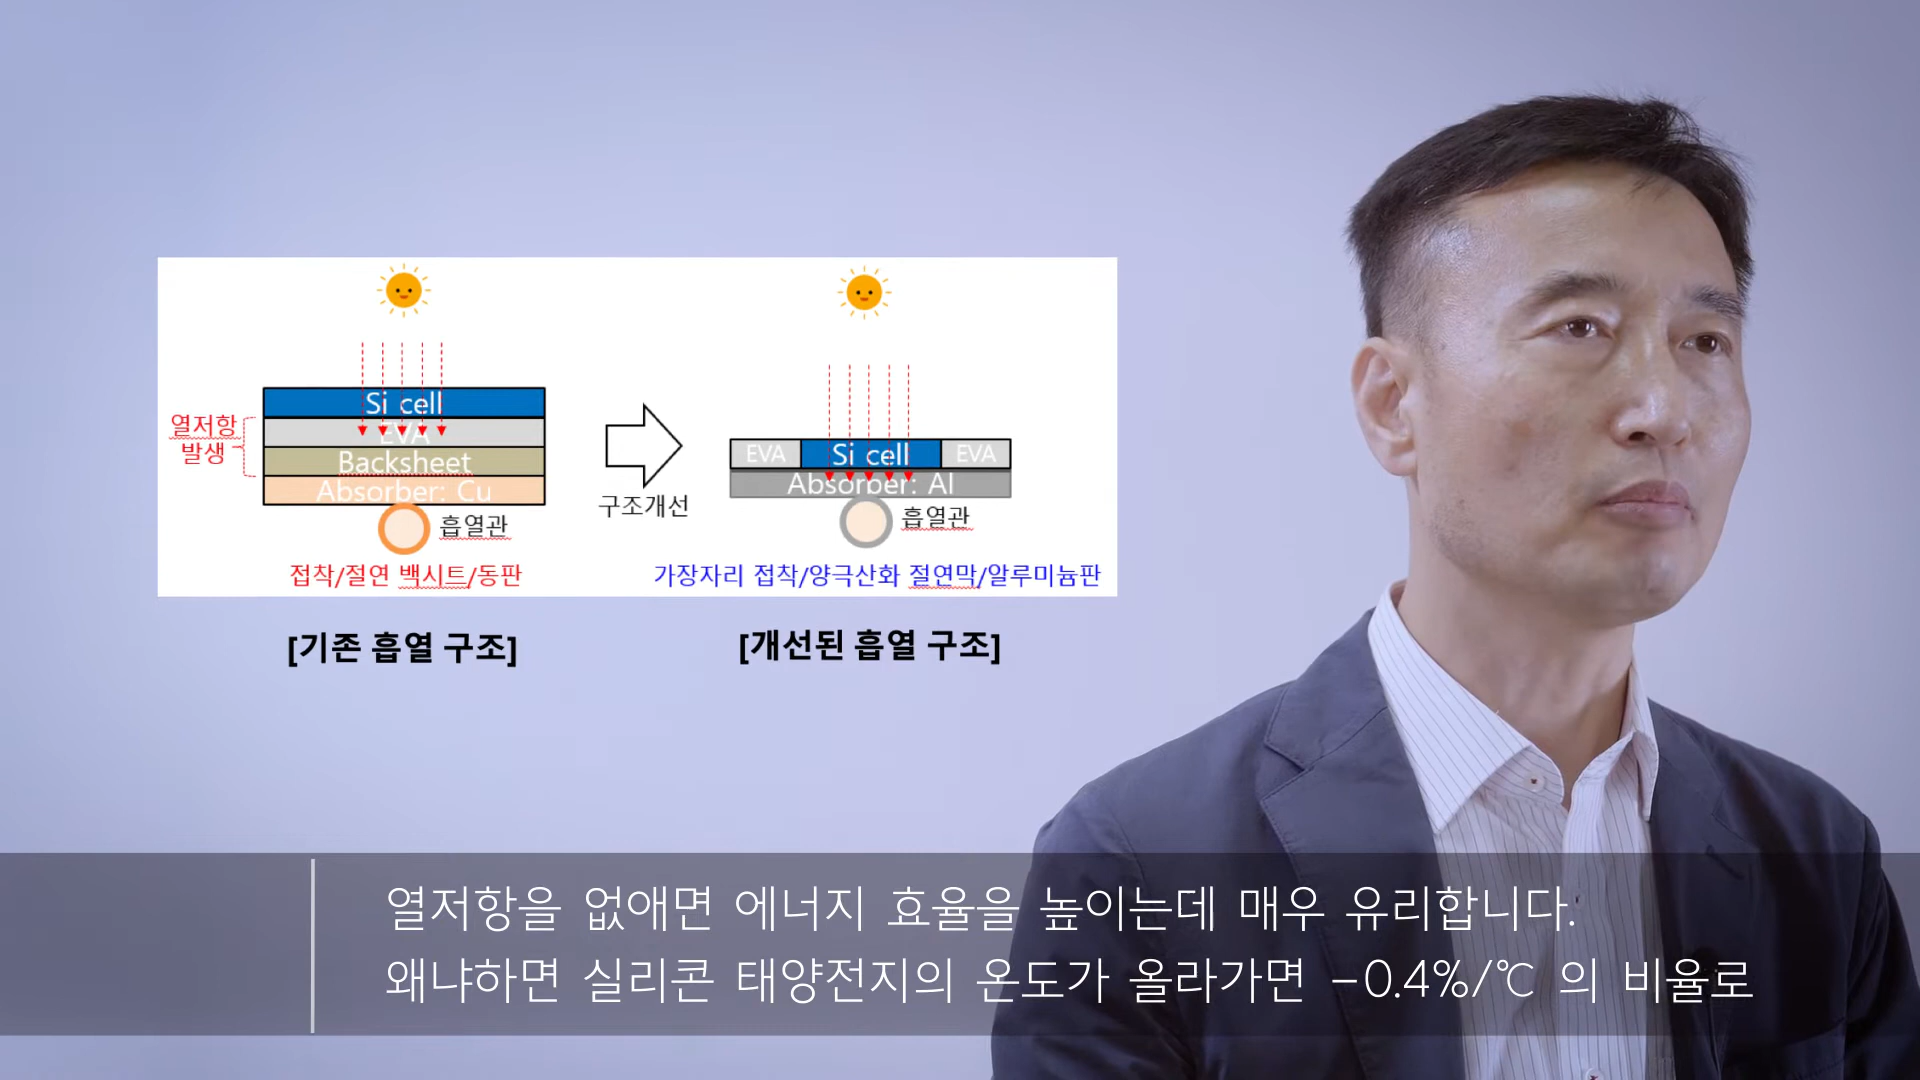 열저항
발생
Si cell
EVA
Backsheet
Absorber: Cu
흡열관
접착/절연 백시트/동판
[기존 흡열 구조]
구조개선
EVA Si cell EVA
Absorber: Al
흡열관
가장자리 접착/양극산화 절연막/알루미늄판
[개선된 흡열 구조]
열저항을 없애면 에너지 효율을 높이는데 매우 유리합니다.
왜냐하면 실리콘 태양전지의 온도가 올라가면 -0.4%/℃ 의 비율로